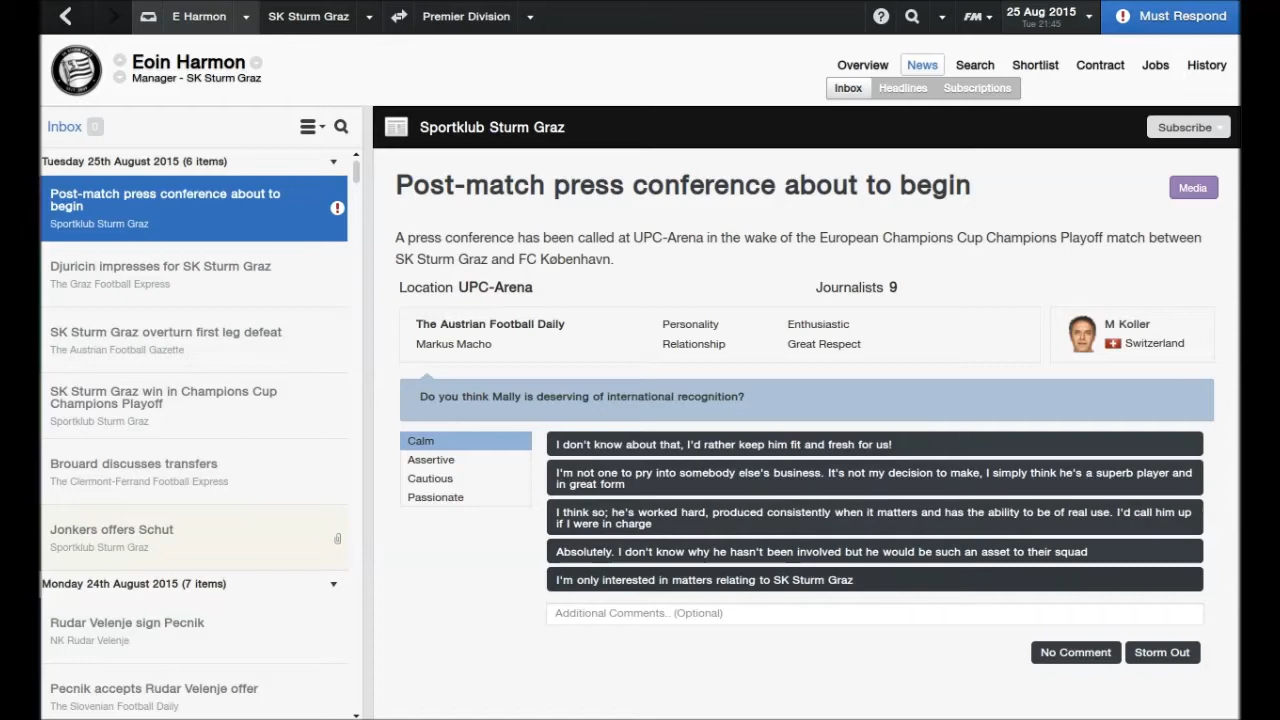 E Harmon
SK Sturm Graz
Premier Division
?
FM
25 Aug 2015
Tue 21:45
Must Respond
Eoin Harmon
Manager - SK Sturm Graz
Overview
News
Search
Shortlist
Contract
Jobs
History
Inbox
Headlines
Subscriptions
Inbox 0
Sportklub Sturm Graz
Subscribe
Tuesday 25th August 2015 (6 items)
Post-match press conference about to
begin
Sportklub Sturm Graz
Djuricin impresses for SK Sturm Graz
The Graz Football Express
SK Sturm Graz overturn first leg defeat
The Austrian Football Gazette
SK Sturm Graz win in Champions Cup
Champions Playoff
Sportklub Sturm Graz
Brouard discusses transfers
The Clermont-Ferrand Football Express
Jonkers offers Schut
Sportklub Sturm Graz
Monday 24th August 2015 (7 items)
Rudar Velenje sign Pecnik
NK Rudar Velenje
Pecnik accepts Rudar Velenje offer
The Slovenian Football Daily
Post-match press conference about to begin
Media
A press conference has been called at UPC-Arena in the wake of the European Champions Cup Champions Playoff match between
SK Sturm Graz and FC København.
Location UPC-Arena
Journalists 9
The Austrian Football Daily
Personality
Enthusiastic
Markus Macho
Relationship
Great Respect
M Koller
Switzerland
Do you think Mally is deserving of international recognition?
Calm
Assertive
Cautious
Passionate
I don't know about that, I'd rather keep him fit and fresh for us!
I'm not one to pry into somebody else's business. It's not my decision to make, I simply think he's a superb player and
in great form
I think so; he's worked hard, produced consistently when it matters and has the ability to be of real use. I'd call him up
if I were in charge
Absolutely. I don't know why he hasn't been involved but he would be such an asset to their squad
I'm only interested in matters relating to SK Sturm Graz
Additional Comments.. (Optional)
No Comment
Storm Out